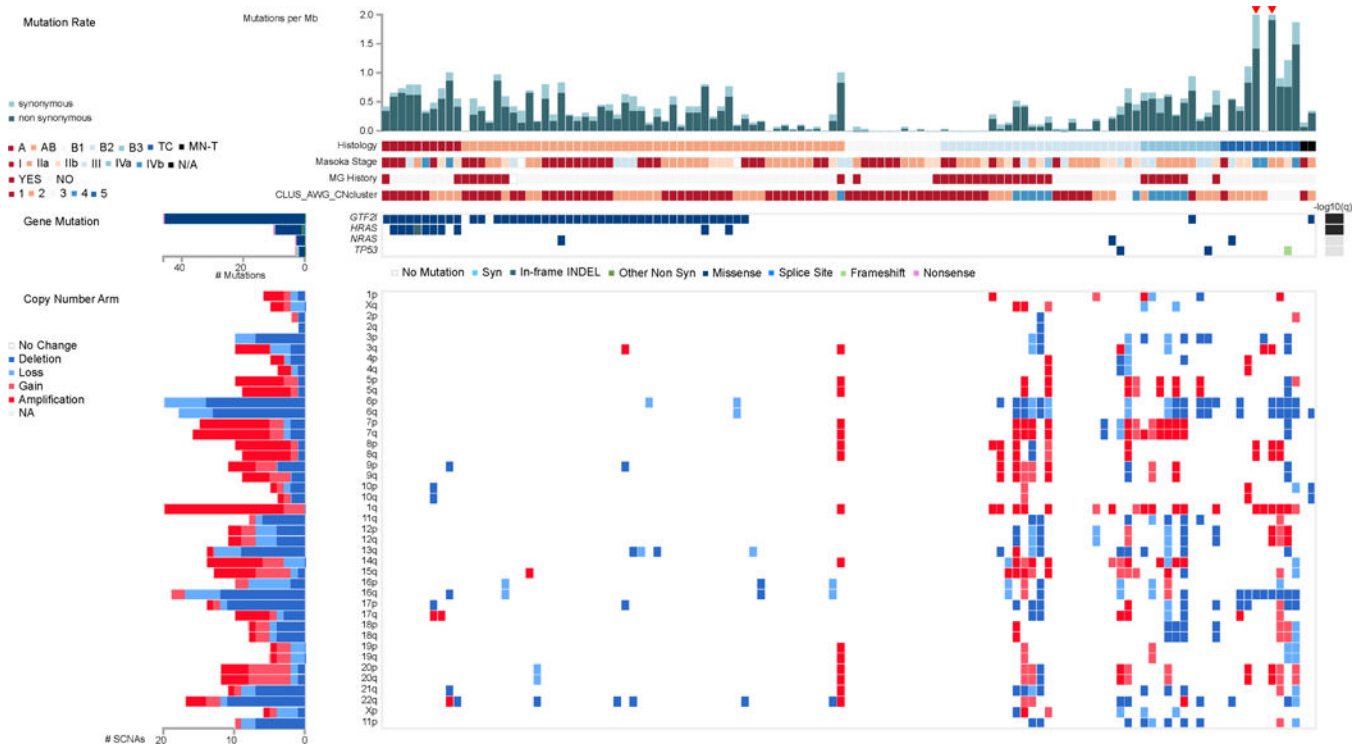 Mutation Rate
Mutations per Mb
2.0
1.5
1.0
0.5
0.0
synonymous
non synonymous
A AB B1 B2 B3 TC MN-T
I IIa IIb III IVa IVb N/A
YES NO
1 2 3 4 5
Histology
Masoka Stage
MG History
CLUS_AWG_CNcluster
-log10(q)
Gene Mutation
GTF2I
HRAS
NRAS
TP53
40 20 0
# Mutations
No Mutation Syn In-frame INDEL Other Non Syn Missense Splice Site Frameshift Nonsense
Copy Number Arm
No Change
Deletion
Loss
Gain
Amplification
NA
1p
Xq
2p
2q
3p
3q
4p
4q
5p
5q
6p
6q
7p
7q
8p
8q
9p
9q
10p
10q
1q
11q
12p
12q
13q
14q
15q
16p
16q
17p
17q
18p
18q
19p
19q
20p
20q
21q
22q
Xp
11p
# SCNAs
20 10 0